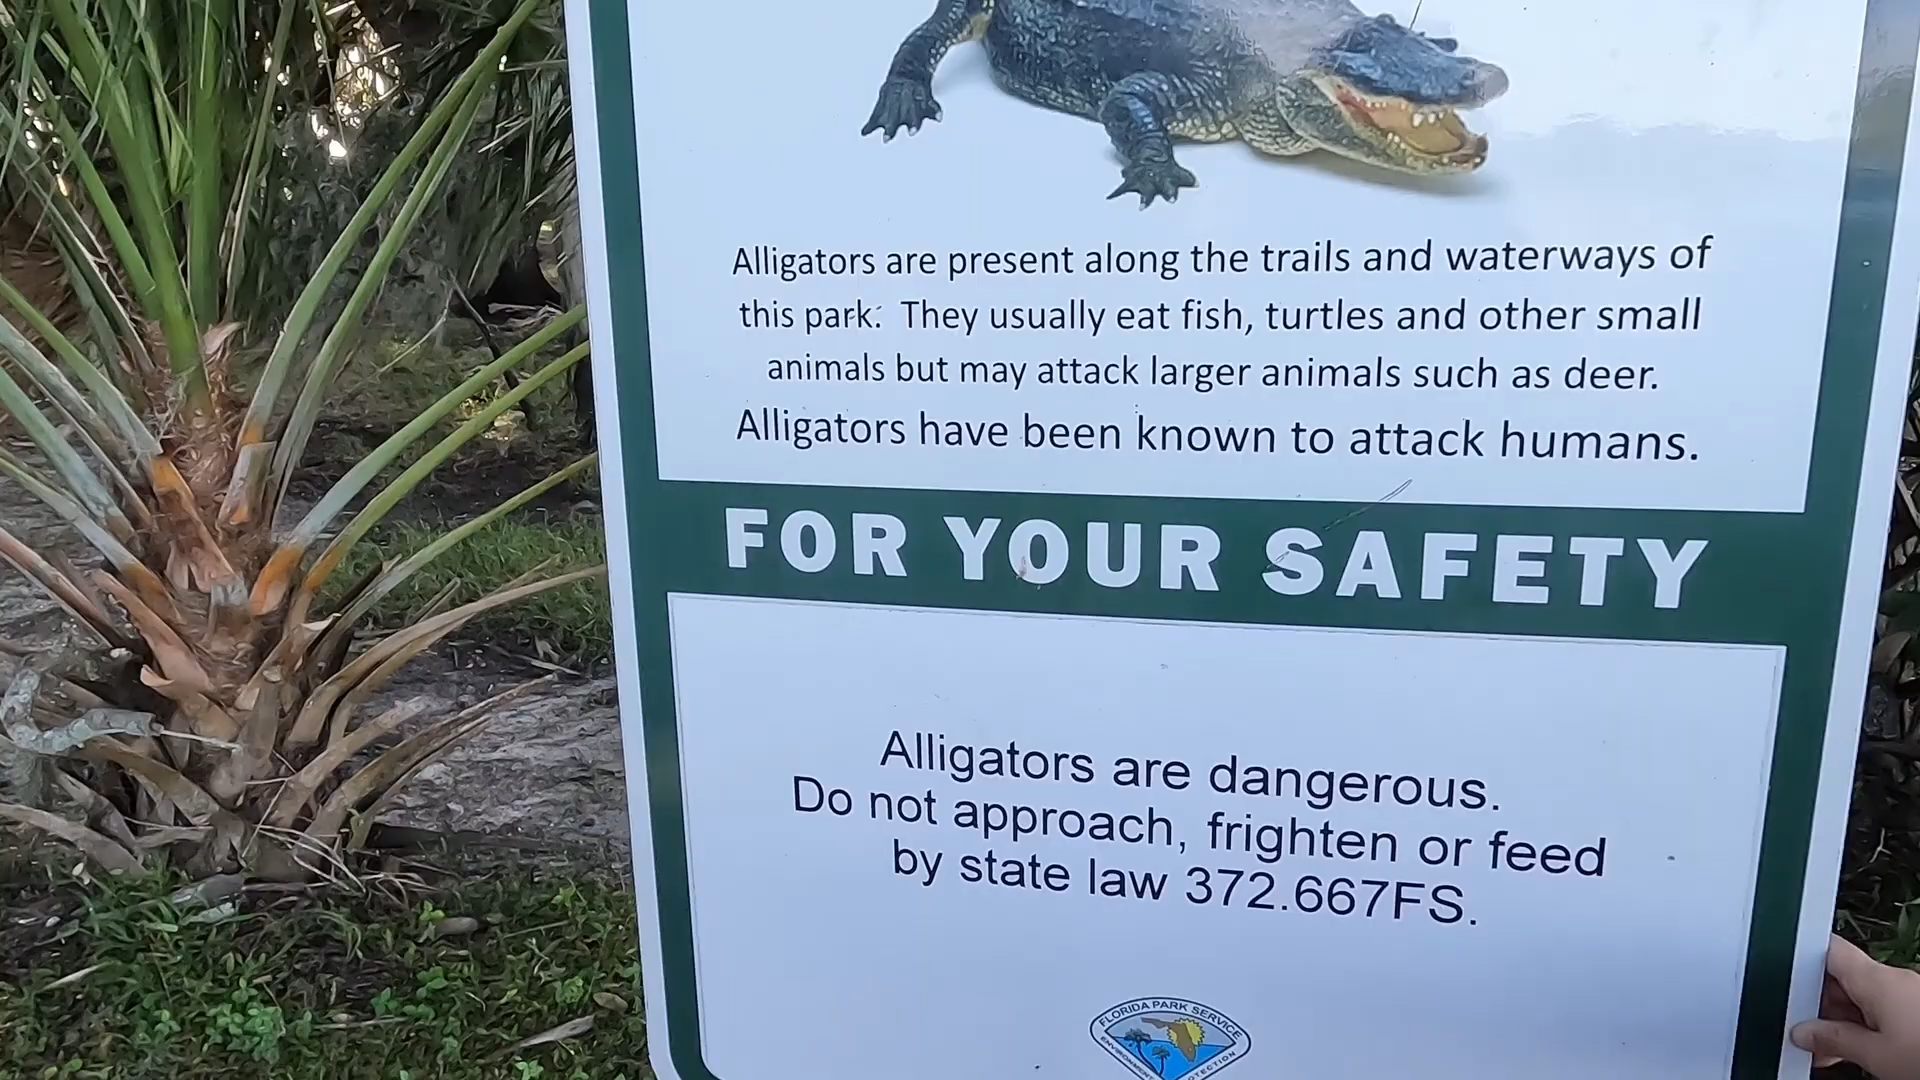 Alligators are present along the trails and waterways of
this park. They usually eat fish, turtles and other small
animals but may attack larger animals such as deer.
Alligators have been known to attack humans.
FOR YOUR SAFETY
Alligators are dangerous.
Do not approach, frighten or feed
by state law 372.667FS.
FLORIDA PARK SERVICE